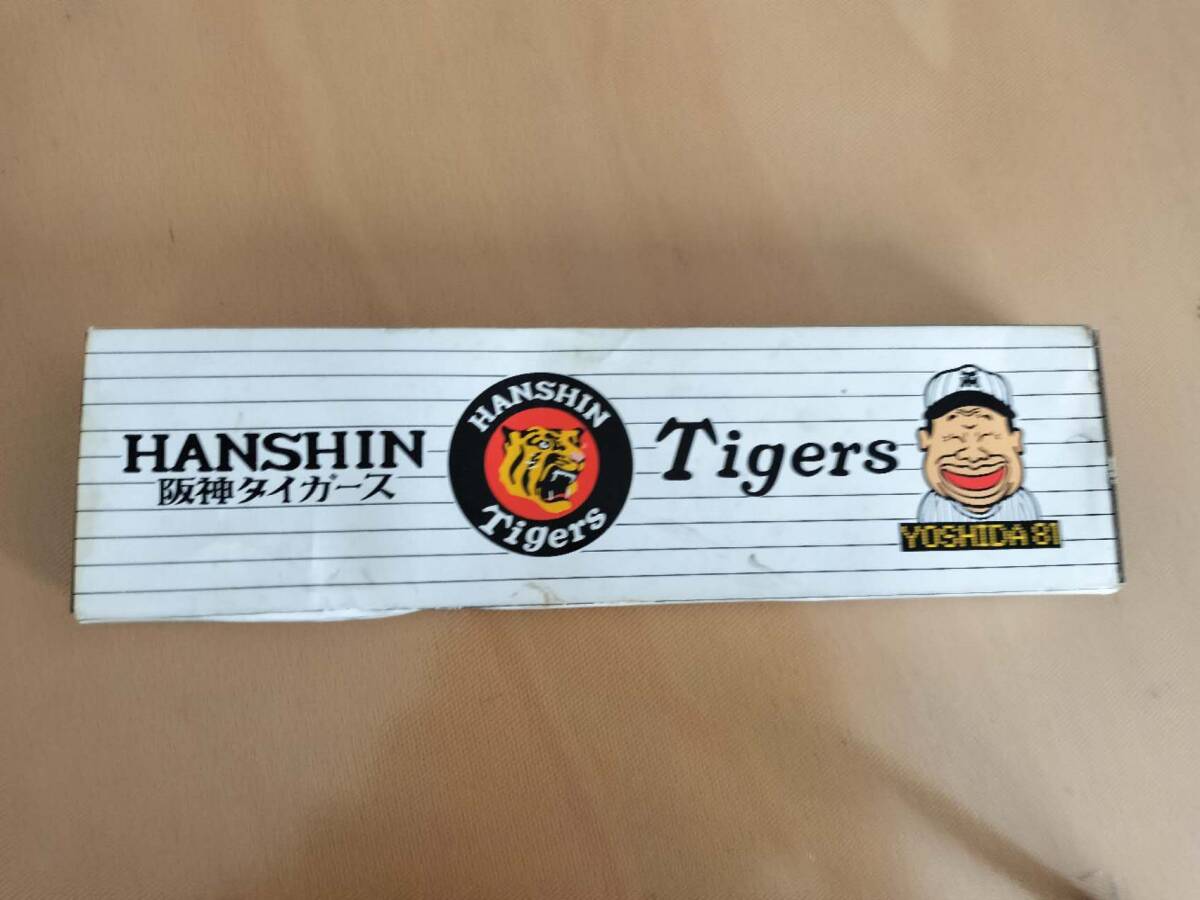 HANSHIN
阪神タイガース
HANSHIN
Tigers
Tigers
YOSHIDA 81